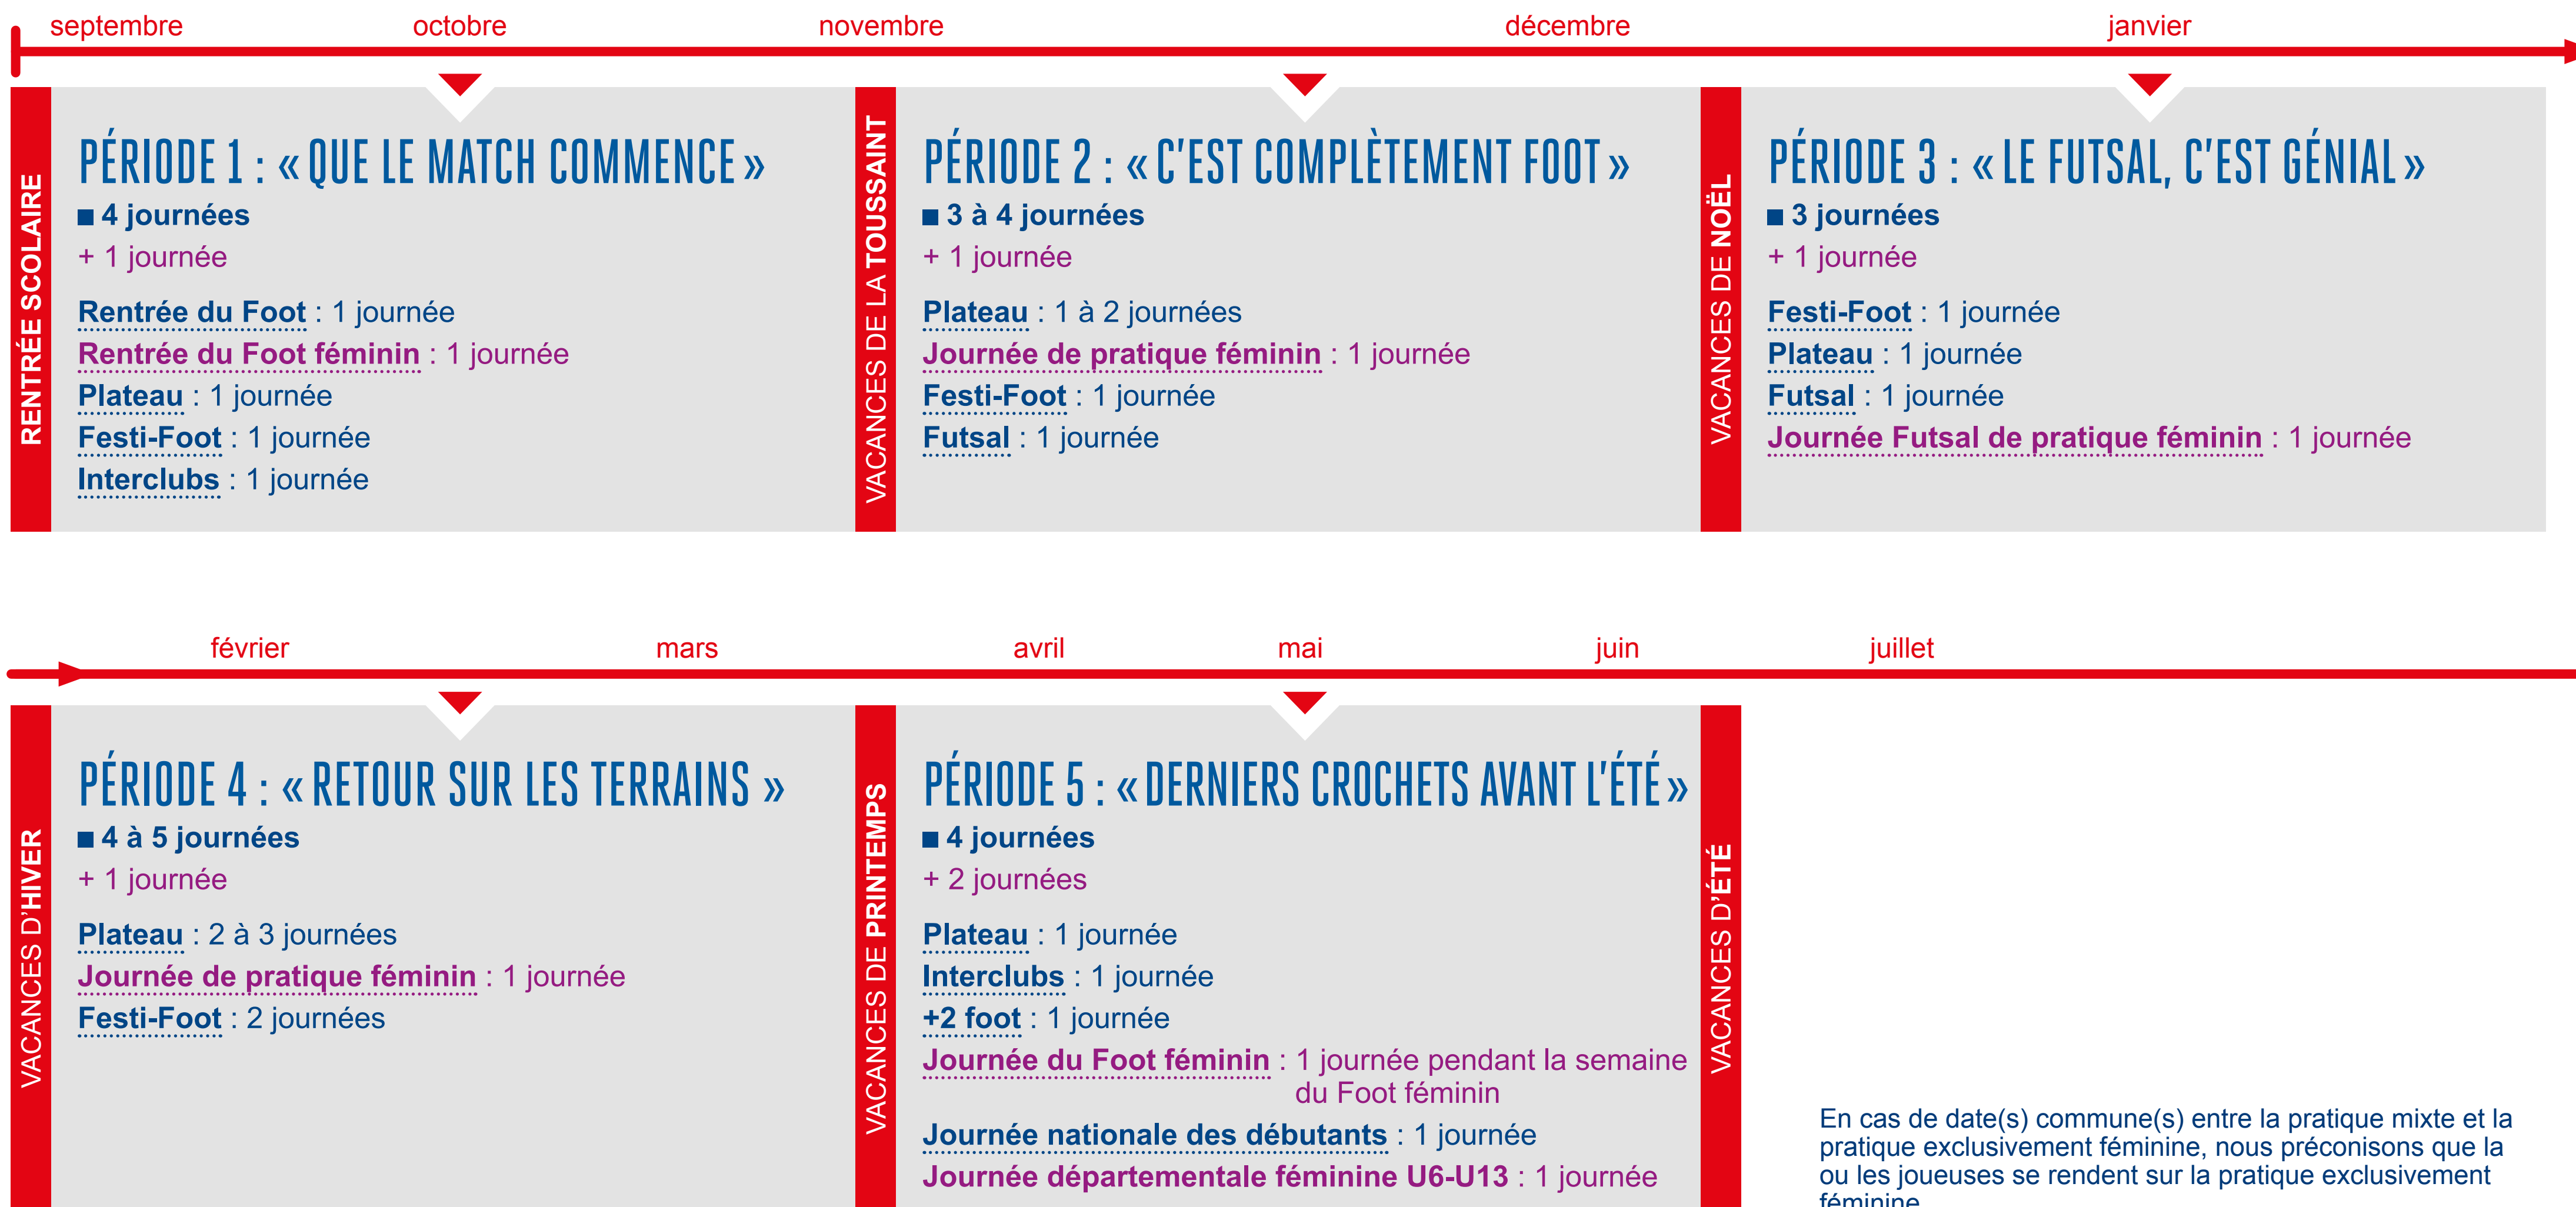 septembre octobre novembre décembre janvier
RENTRÉE SCOLAIRE
PÉRIODE 1 : « QUE LE MATCH COMMENCE »
■ 4 journées
+ 1 journée
Rentrée du Foot : 1 journée
Rentrée du Foot féminin : 1 journée
Plateau : 1 journée
Festi-Foot : 1 journée
Interclubs : 1 journée
VACANCES DE LA TOUSSAINT
PÉRIODE 2 : « C'EST COMPLÈTEMENT FOOT »
■ 3 à 4 journées
+ 1 journée
Plateau : 1 à 2 journées
Journée de pratique féminin : 1 journée
Festi-Foot : 1 journée
Futsal : 1 journée
VACANCES DE NOËL
PÉRIODE 3 : « LE FUTSAL, C'EST GÉNIAL »
■ 3 journées
+ 1 journée
Festi-Foot : 1 journée
Plateau : 1 journée
Futsal : 1 journée
Journée Futsal de pratique féminin : 1 journée
février mars avril mai juin juillet
VACANCES D'HIVER
PÉRIODE 4 : « RETOUR SUR LES TERRAINS »
■ 4 à 5 journées
+ 1 journée
Plateau : 2 à 3 journées
Journée de pratique féminin : 1 journée
Festi-Foot : 2 journées
VACANCES DE PRINTEMPS
PÉRIODE 5 : « DERNIERS CROCHETS AVANT L'ÉTÉ »
■ 4 journées
+ 2 journées
Plateau : 1 journée
Interclubs : 1 journée
+2 foot : 1 journée
Journée du Foot féminin : 1 journée pendant la semaine
du Foot féminin
Journée nationale des débutants : 1 journée
Journée départementale féminine U6-U13 : 1 journée
VACANCES D'ÉTÉ
En cas de date(s) commune(s) entre la pratique mixte et la
pratique exclusivement féminine, nous préconisons que la
ou les joueuses se rendent sur la pratique exclusivement
féminine